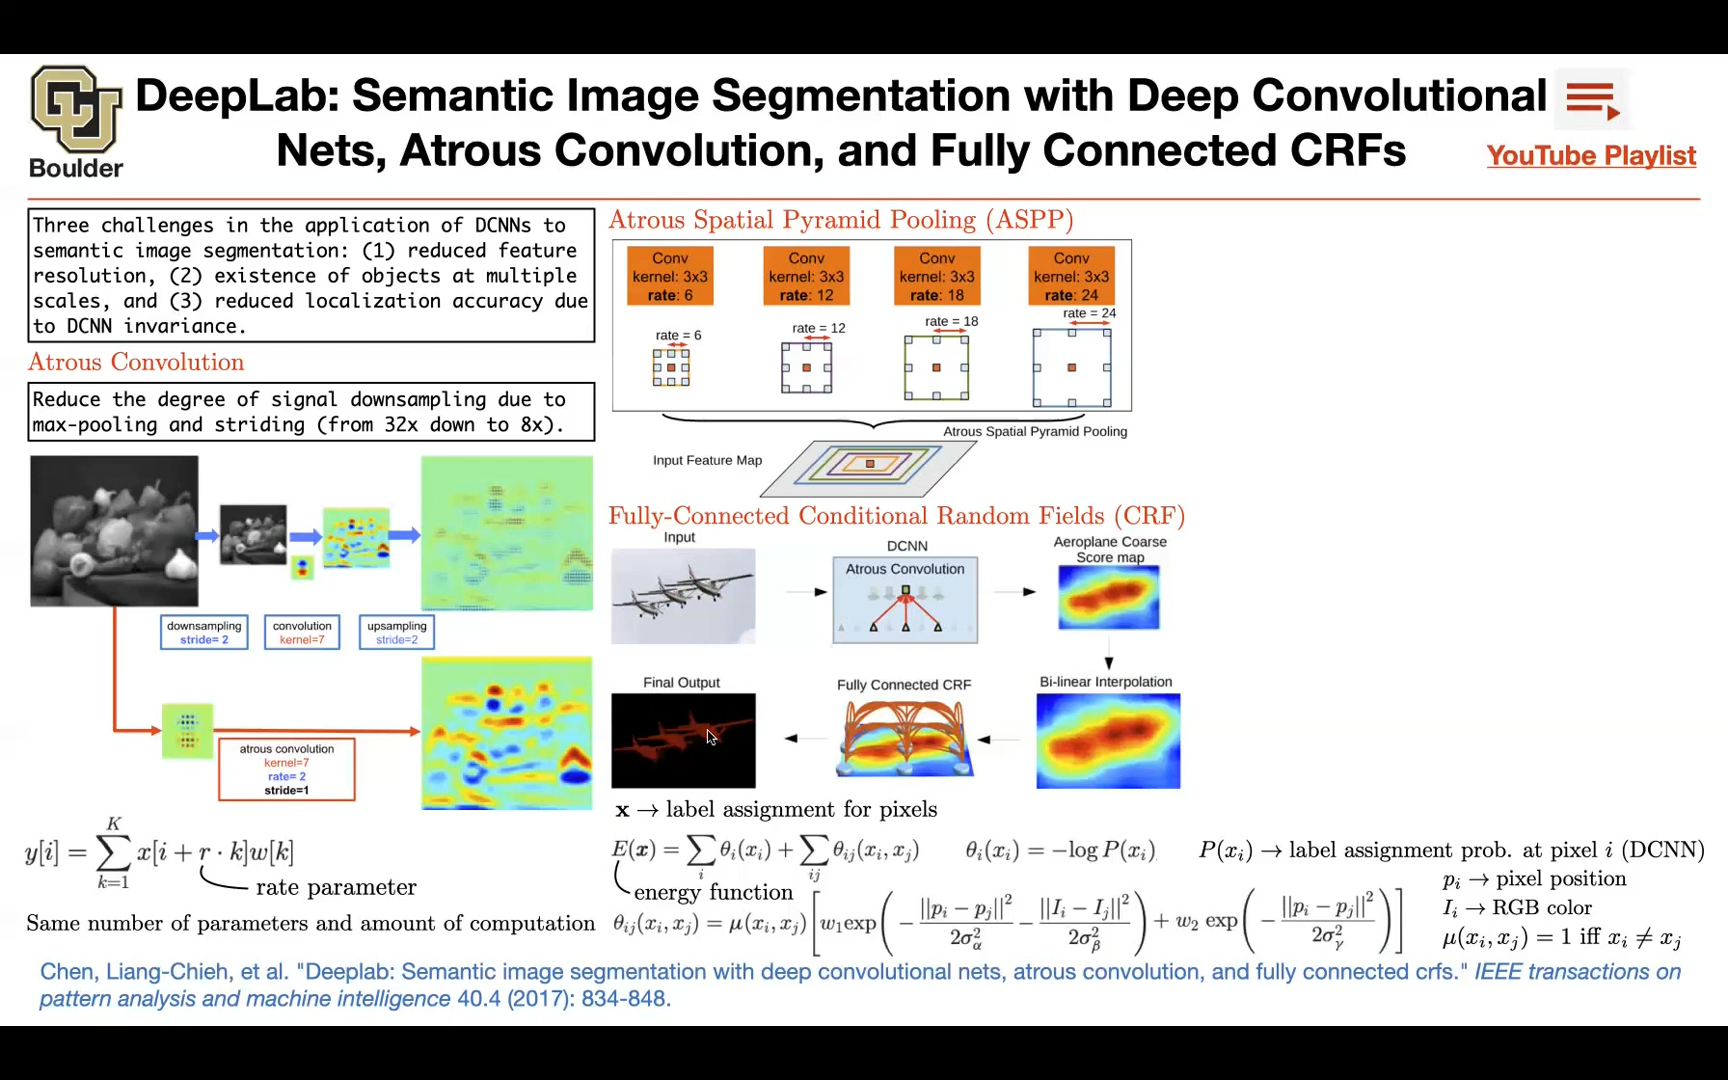 DeepLab: Semantic Image Segmentation with Deep Convolutional
Nets, Atrous Convolution, and Fully Connected CRFs
Boulder
YouTube Playlist
Three challenges in the application of DCNNs to
semantic image segmentation: (1) reduced feature
resolution, (2) existence of objects at multiple
scales, and (3) reduced localization accuracy due
to DCNN invariance.
Atrous Convolution
Reduce the degree of signal downsampling due to
max-pooling and striding (from 32x down to 8x).
downsampling
stride= 2
convolution
kernel=7
upsampling
stride=2
atrous convolution
kernel=7
rate= 2
stride=1
y[i] = ∑_{k=1}^{K} x[i + r · k]w[k]
rate parameter
Same number of parameters and amount of computation
Atrous Spatial Pyramid Pooling (ASPP)
Conv
kernel: 3x3
rate: 6
Conv
kernel: 3x3
rate: 12
Conv
kernel: 3x3
rate: 18
Conv
kernel: 3x3
rate: 24
rate = 6
rate = 12
rate = 18
rate = 24
Atrous Spatial Pyramid Pooling
Input Feature Map
Fully-Connected Conditional Random Fields (CRF)
Input
DCNN
Atrous Convolution
Aeroplane Coarse
Score map
Final Output
Fully Connected CRF
Bi-linear Interpolation
x → label assignment for pixels
E(x) = ∑_i θ_i(x_i) + ∑_{ij} θ_{ij}(x_i, x_j)
θ_i(x_i) = −log P(x_i)
P(x_i) → label assignment prob. at pixel i (DCNN)
energy function
p_i → pixel position
I_i → RGB color
μ(x_i, x_j) = 1 iff x_i ≠ x_j
θ_{ij}(x_i, x_j) = μ(x_i, x_j) [ w_1 exp( − ||p_i − p_j||² / 2σ_α² − ||I_i − I_j||² / 2σ_β² ) + w_2 exp( − ||p_i − p_j||² / 2σ_γ² ) ]
Chen, Liang-Chieh, et al. "Deeplab: Semantic image segmentation with deep convolutional nets, atrous convolution, and fully connected crfs." IEEE transactions on
pattern analysis and machine intelligence 40.4 (2017): 834-848.